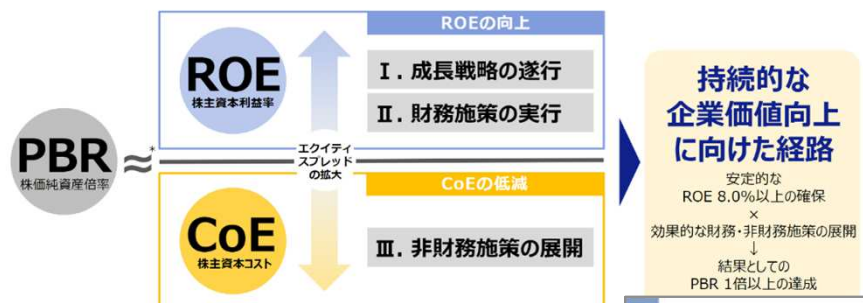 PBR
株価純資産倍率
≈*
ROE
株主資本利益率
エクイティ
スプレッド
の拡大
CoE
株主資本コスト
ROEの向上
Ⅰ. 成長戦略の遂行
Ⅱ. 財務施策の実行
CoEの低減
Ⅲ. 非財務施策の展開
持続的な
企業価値向上
に向けた経路
安定的な
ROE 8.0%以上の確保
×
効果的な財務・非財務施策の展開
↓
結果としての
PBR 1倍以上の達成